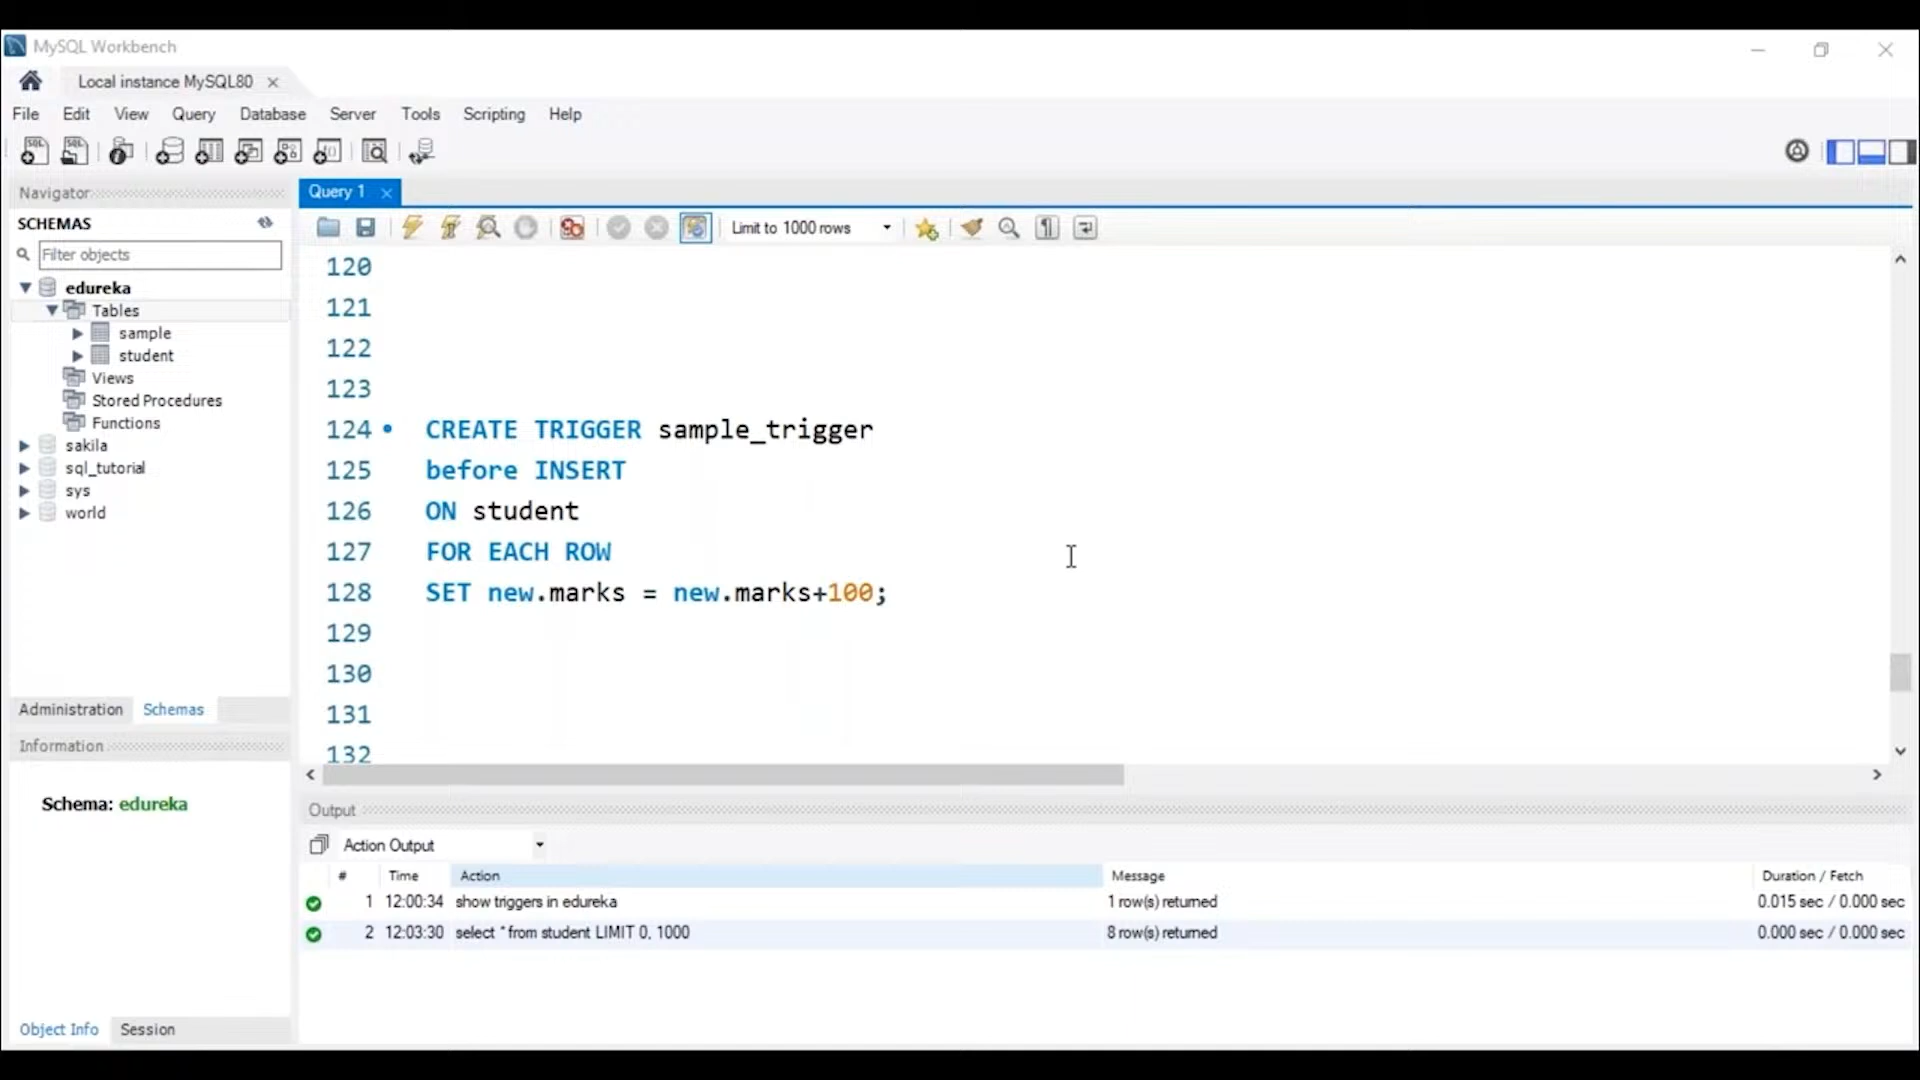 MySQL Workbench
Local instance MySQL80
File Edit View Query Database Server Tools Scripting Help
Navigator
SCHEMAS
Filter objects
edureka
Tables
sample
student
Views
Stored Procedures
Functions
sakila
sql_tutorial
sys
world
Administration Schemas
Information
Schema: edureka
Object Info Session
Query 1
Limit to 1000 rows
120
121
122
123
124 CREATE TRIGGER sample_trigger
125 before INSERT
126 ON student
127 FOR EACH ROW
128 SET new.marks = new.marks+100;
129
130
131
132
Output
Action Output
# Time Action Message Duration / Fetch
1 12:00:34 show triggers in edureka 1 row(s) returned 0.015 sec / 0.000 sec
2 12:03:30 select * from student LIMIT 0, 1000 8 row(s) returned 0.000 sec / 0.000 sec